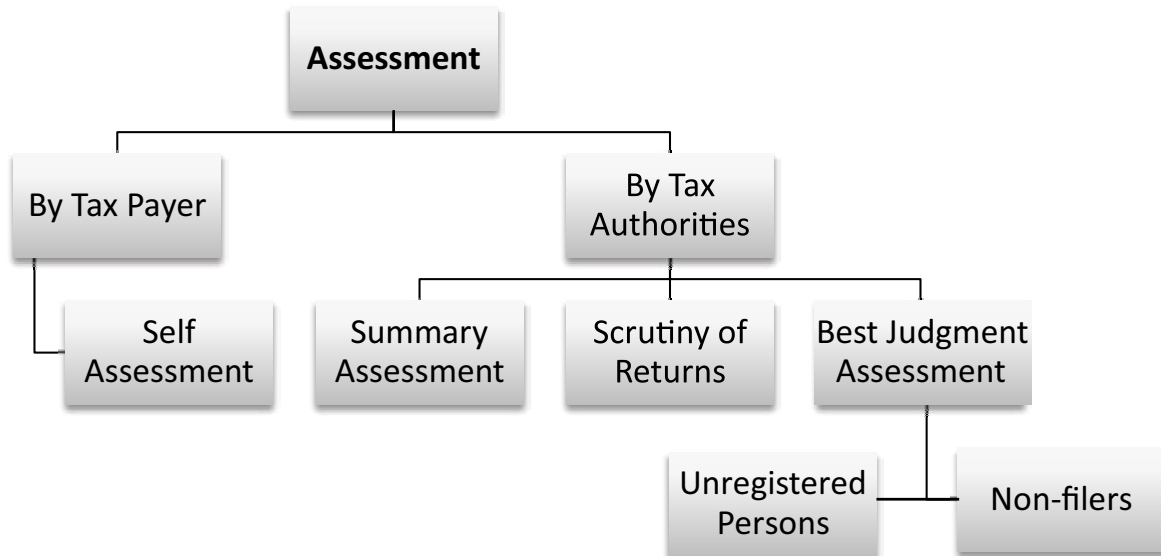 Assessment
By Tax Payer
By Tax
Authorities
Self
Assessment
Summary
Assessment
Scrutiny of
Returns
Best Judgment
Assessment
Unregistered
Persons
Non-filers